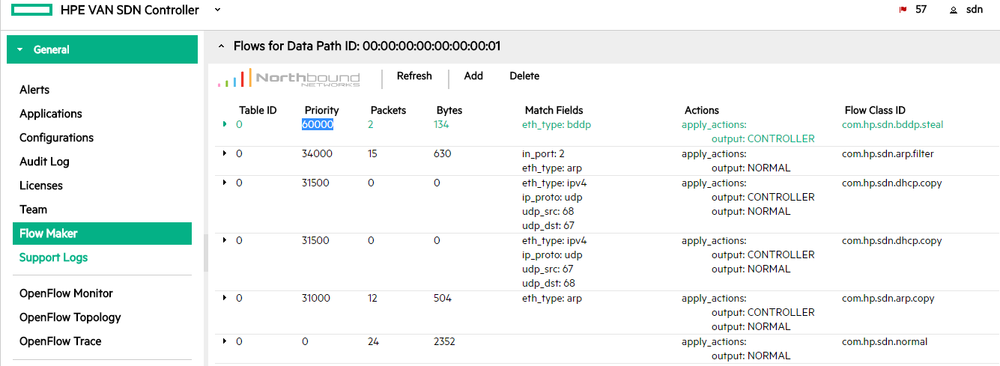 HPE VAN SDN Controller 57 sdn
General
Alerts
Applications
Configurations
Audit Log
Licenses
Team
Flow Maker
Support Logs
OpenFlow Monitor
OpenFlow Topology
OpenFlow Trace
Flows for Data Path ID: 00:00:00:00:00:00:00:01
Northbound
NETWORKS
Refresh Add Delete
Table ID Priority Packets Bytes Match Fields Actions Flow Class ID
0 60000 2 134 eth_type: bddp apply_actions: com.hp.sdn.bddp.steal
output: CONTROLLER
0 34000 15 630 in_port: 2 apply_actions: com.hp.sdn.arp.filter
eth_type: arp output: NORMAL
0 31500 0 0 eth_type: ipv4 apply_actions: com.hp.sdn.dhcp.copy
ip_proto: udp output: CONTROLLER
udp_src: 68 output: NORMAL
udp_dst: 67
0 31500 0 0 eth_type: ipv4 apply_actions: com.hp.sdn.dhcp.copy
ip_proto: udp output: CONTROLLER
udp_src: 67 output: NORMAL
udp_dst: 68
0 31000 12 504 eth_type: arp apply_actions: com.hp.sdn.arp.copy
output: CONTROLLER
output: NORMAL
0 0 24 2352 apply_actions: com.hp.sdn.normal
output: NORMAL